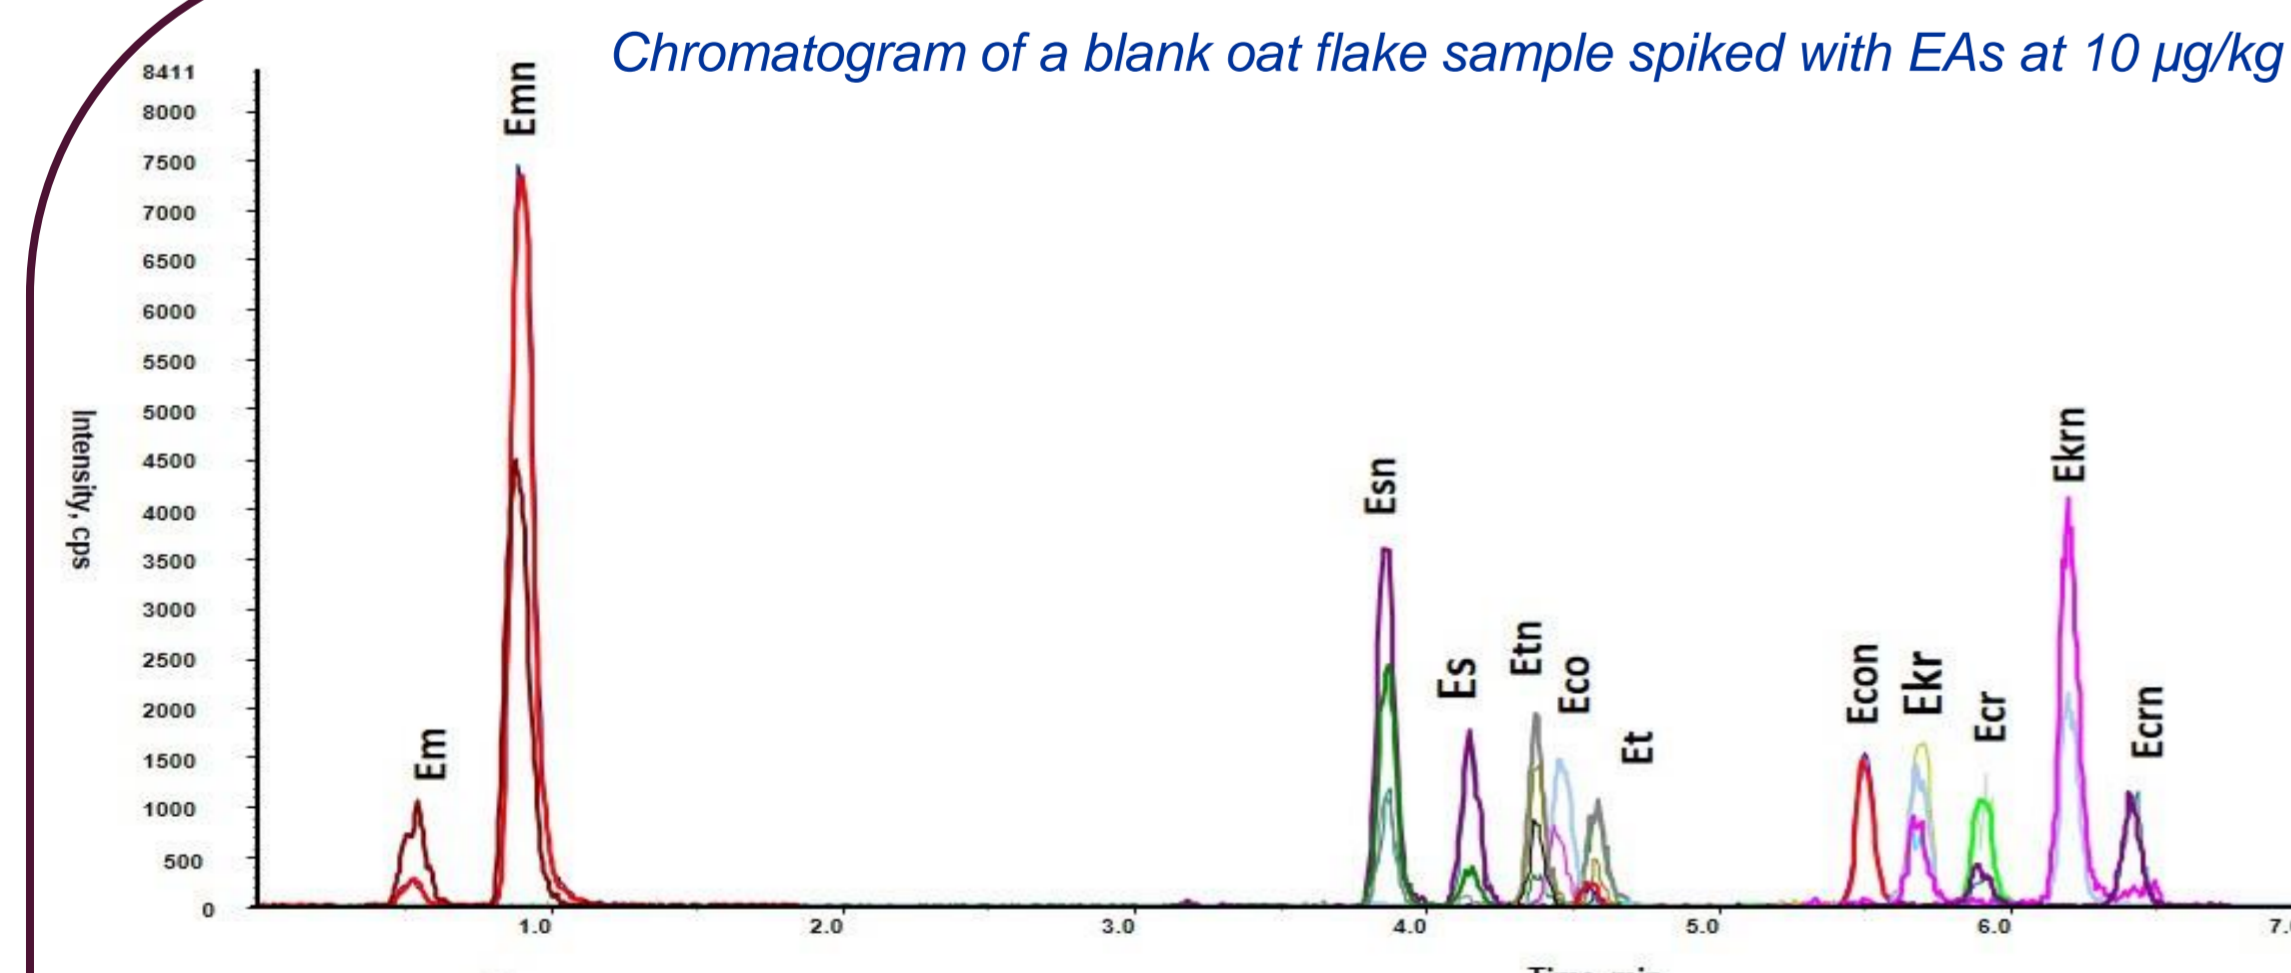 Chromatogram of a blank oat flake sample spiked with EAs at 10 µg/kg
8411
8000
7500
7000
6500
6000
5500
5000
4500
4000
3500
3000
2500
2000
1500
1000
500
0
Intensity, cps
Em
Emn
Esn
Es
Etn
Eco
Et
Econ
Ekr
Ecr
Ekrn
Ecrn
1.0 2.0 3.0 4.0 5.0 6.0